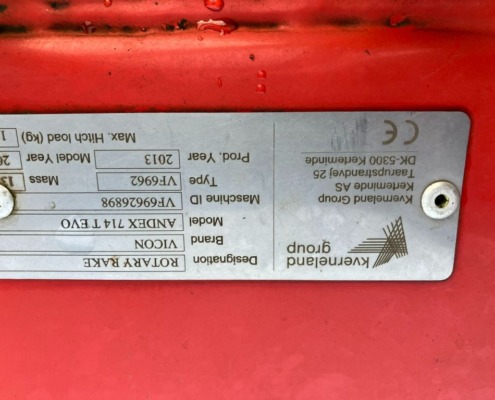 kverneland
group
Kverneland Group
Kerteminde AS
Taarupstrandvej 25
DK-5300 Kerteminde
CE
Designation ROTARY RAKE
Brand VICON
Model ANDEX 714 T EVO
Maschine ID VF69626898
Type VF6962 Mass
Prod. Year 2013 Model Year
Max. Hitch load (kg)